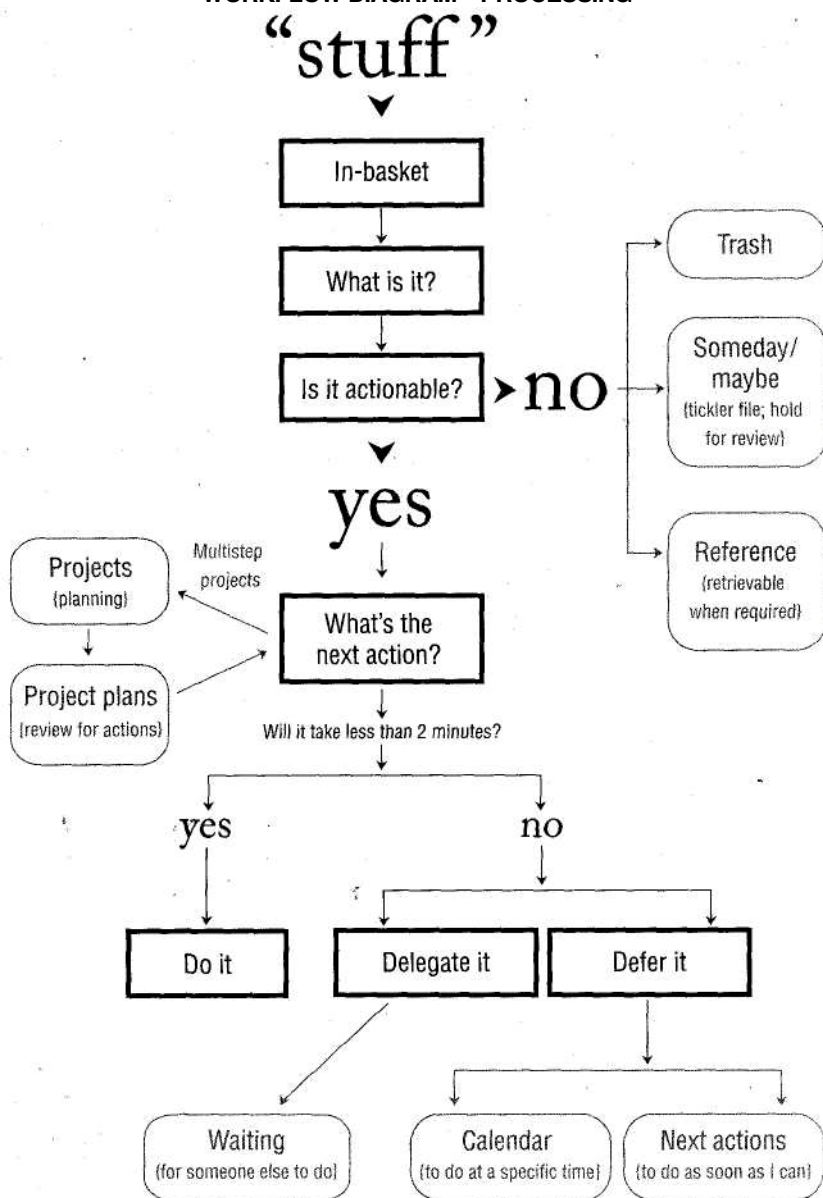 “stuff”
In-basket
What is it?
Trash
Is it actionable?
no
Someday/
maybe
{tickler file; hold
for review}
yes
Reference
{retrievable
when required}
Multistep
projects
Projects
{planning}
What's the
next action?
Project plans
{review for actions}
Will it take less than 2 minutes?
yes
no
Do it
Delegate it
Defer it
Waiting
{for someone else to do}
Calendar
{to do at a specific time}
Next actions
{to do as soon as I can}